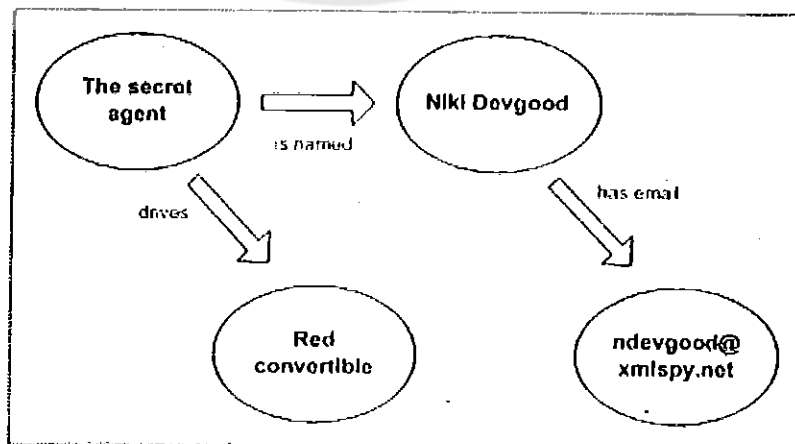 The secret
agent
is named
Niki Devgood
drives
has email
Red
convertible
ndevgood@
xmlspy.net